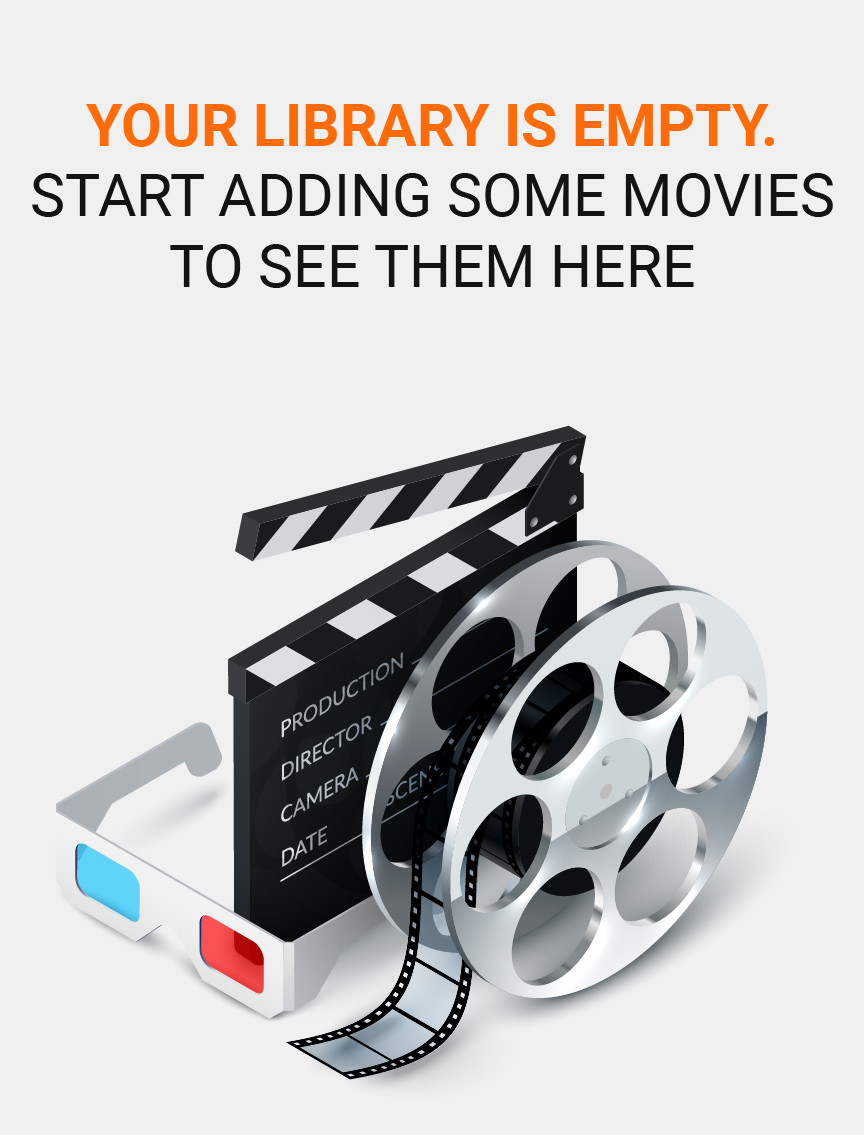 YOUR LIBRARY IS EMPTY.
START ADDING SOME MOVIES
TO SEE THEM HERE
PRODUCTION
DIRECTOR
CAMERA
DATE